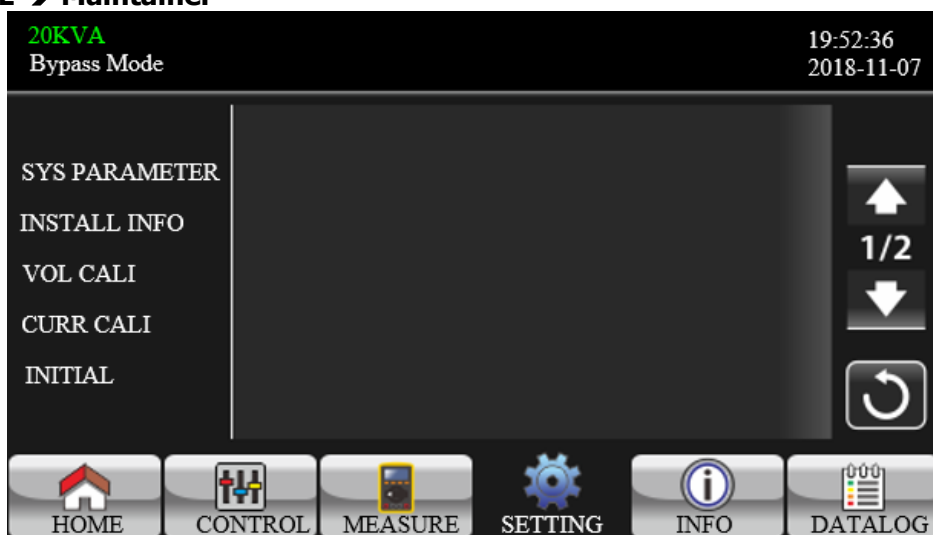 ➔ Maintainer
20KVA
Bypass Mode
19:52:36
2018-11-07
SYS PARAMETER
INSTALL INFO
VOL CALI
CURR CALI
INITIAL
1/2
HOME
CONTROL
MEASURE
SETTING
INFO
DATALOG